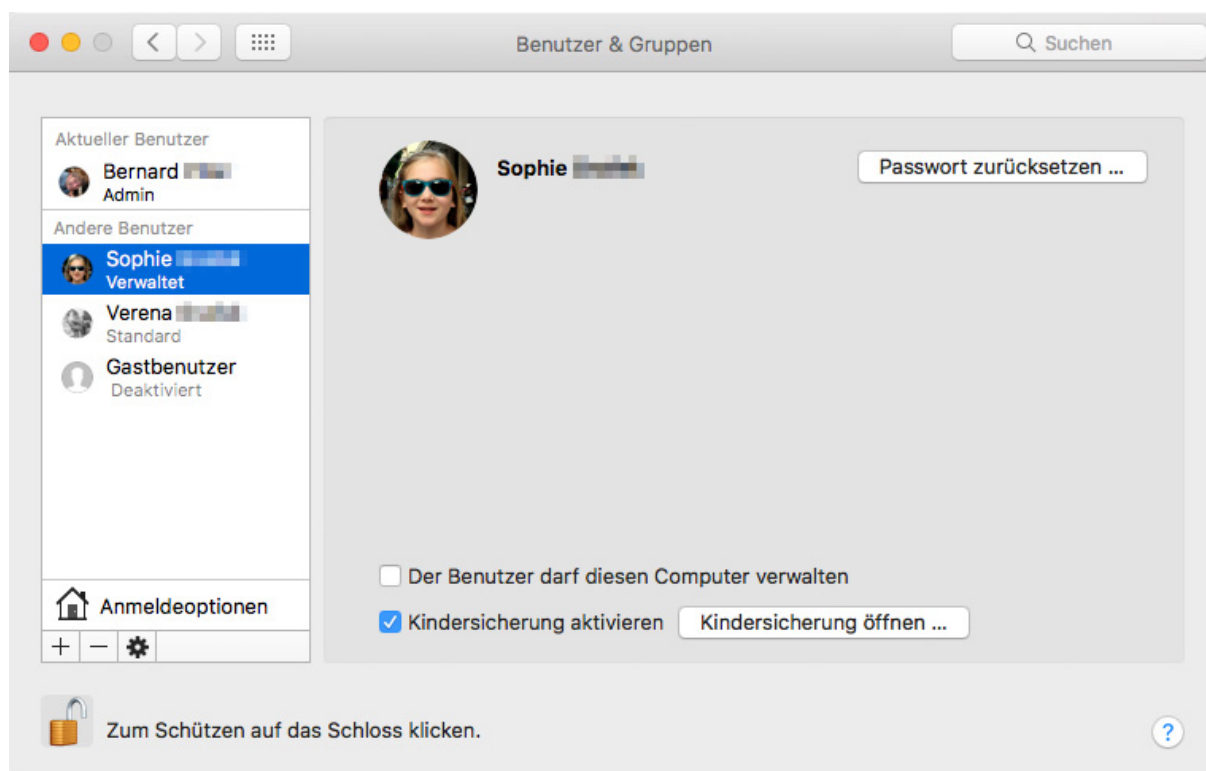 Benutzer & Gruppen
Suchen
Aktueller Benutzer
Bernard
Admin
Andere Benutzer
Sophie
Verwaltet
Verena
Standard
Gastbenutzer
Deaktiviert
Anmeldeoptionen
Sophie
Passwort zurücksetzen ...
Der Benutzer darf diesen Computer verwalten
Kindersicherung aktivieren
Kindersicherung öffnen ...
Zum Schützen auf das Schloss klicken.
?